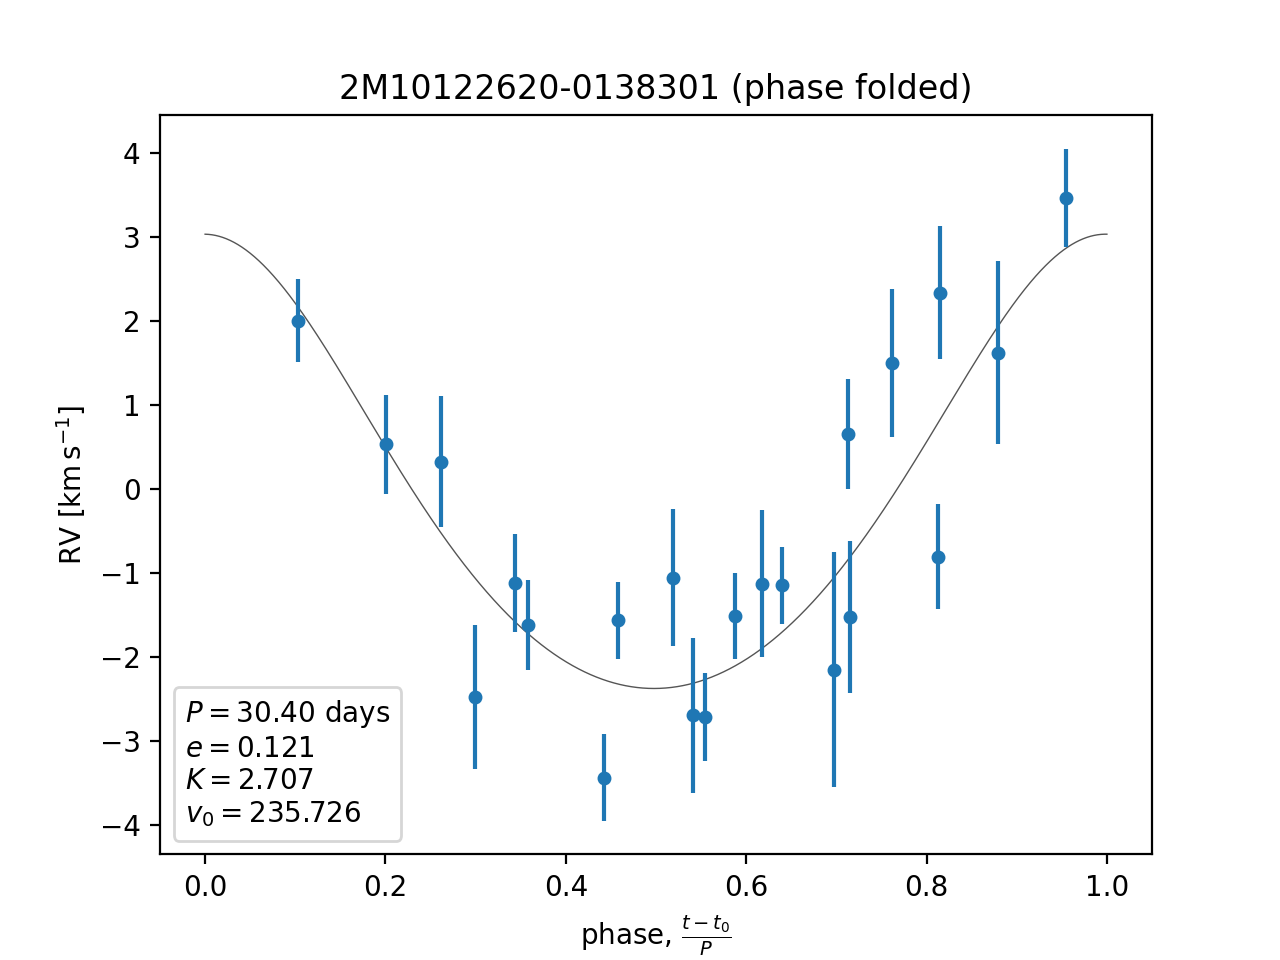 2M10122620-0138301 (phase folded)
4
3
2
1
0
−1
−2
−3
−4
RV [km s⁻¹]
P = 30.40 days
e = 0.121
K = 2.707
v₀ = 235.726
0.0 0.2 0.4 0.6 0.8 1.0
phase, (t − t₀)/P